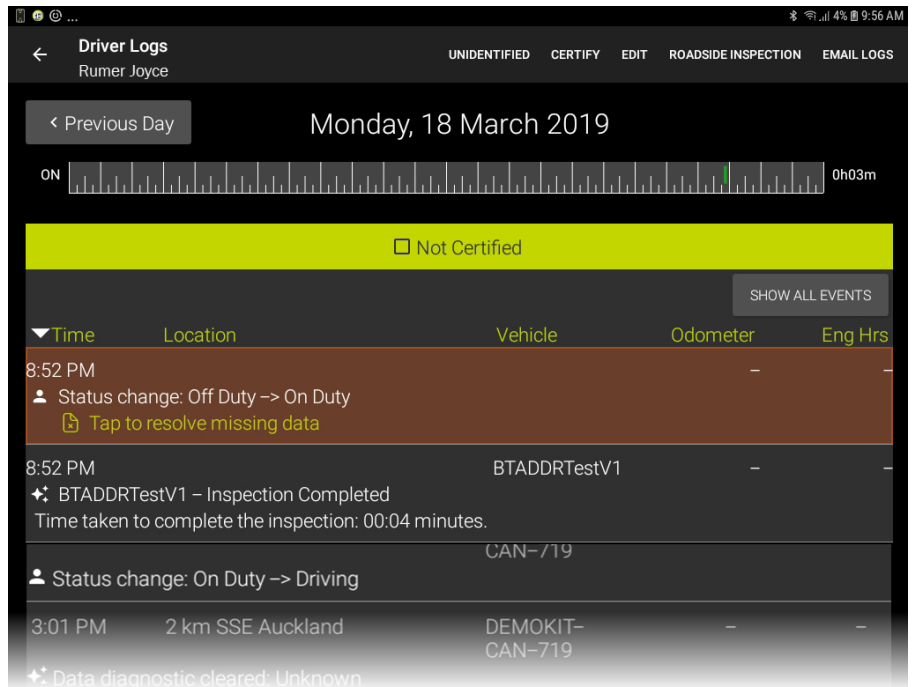 ... 4% 9:56 AM
Driver Logs
Rumer Joyce
UNIDENTIFIED CERTIFY EDIT ROADSIDE INSPECTION EMAIL LOGS
< Previous Day
Monday, 18 March 2019
ON 0h03m
Not Certified
SHOW ALL EVENTS
Time Location Vehicle Odometer Eng Hrs
8:52 PM – –
Status change: Off Duty –> On Duty
Tap to resolve missing data
8:52 PM BTADDRTestV1 – –
BTADDRTestV1 – Inspection Completed
Time taken to complete the inspection: 00:04 minutes.
CAN–719
Status change: On Duty –> Driving
3:01 PM 2 km SSE Auckland DEMOKIT– – –
CAN–719
Data diagnostic cleared: Unknown